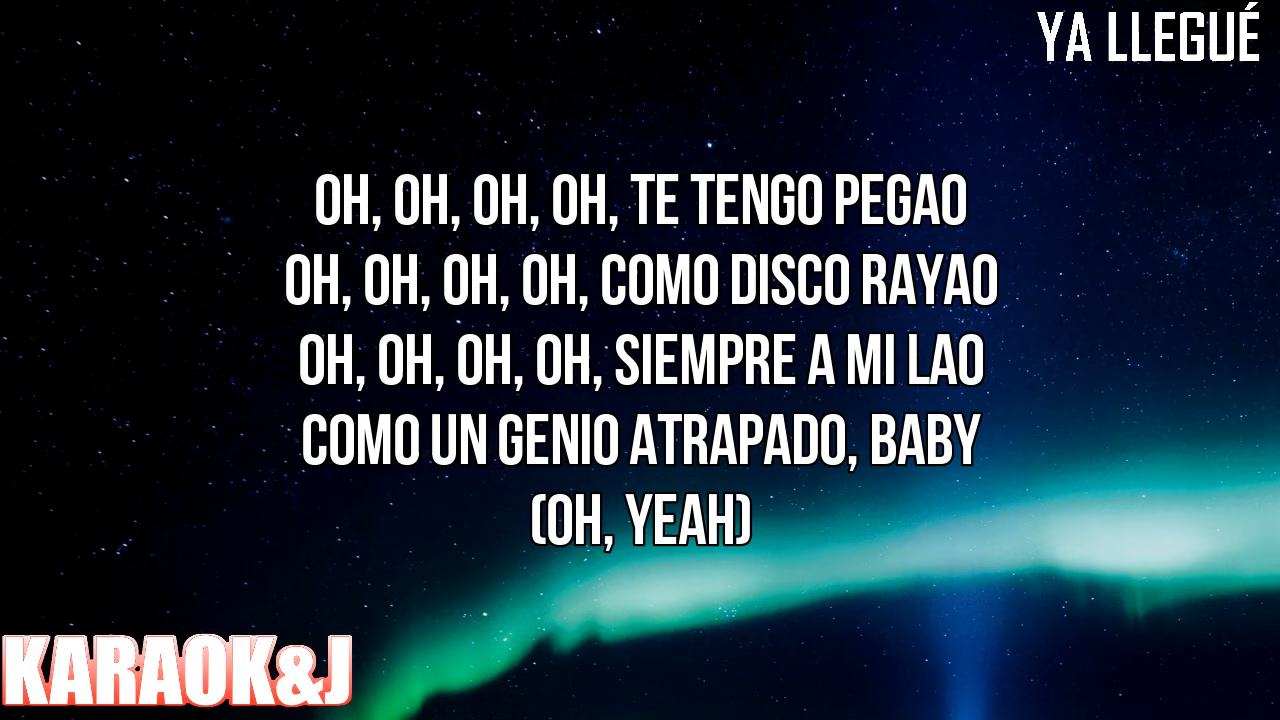 YA LLEGUÉ
OH, OH, OH, OH, TE TENGO PEGAO
OH, OH, OH, OH, COMO DISCO RAYAO
OH, OH, OH, OH, SIEMPRE A MI LAO
COMO UN GENIO ATRAPADO, BABY
(OH, YEAH)
KARAOK&J